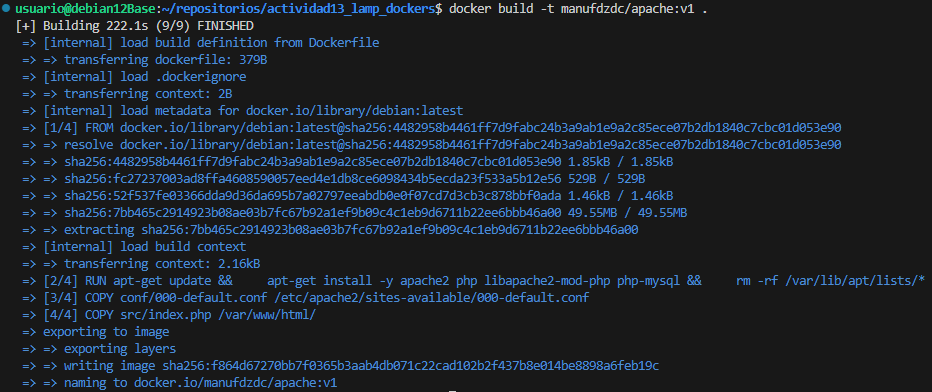 usuario@debian12Base:~/repositorios/actividad13_lamp_dockers$ docker build -t manufdzdc/apache:v1 .
[+] Building 222.1s (9/9) FINISHED
=> [internal] load build definition from Dockerfile
=> => transferring dockerfile: 379B
=> [internal] load .dockerignore
=> => transferring context: 2B
=> [internal] load metadata for docker.io/library/debian:latest
=> [1/4] FROM docker.io/library/debian:latest@sha256:4482958b4461ff7d9fabc24b3a9ab1e9a2c85ece07b2db1840c7cbc01d053e90
=> => resolve docker.io/library/debian:latest@sha256:4482958b4461ff7d9fabc24b3a9ab1e9a2c85ece07b2db1840c7cbc01d053e90
=> => sha256:4482958b4461ff7d9fabc24b3a9ab1e9a2c85ece07b2db1840c7cbc01d053e90 1.85kB / 1.85kB
=> => sha256:fc27237003ad8ffa4608590057eed4e1db8ce6098434b5ecda23f533a5b12e56 529B / 529B
=> => sha256:52f537fe03366dda9d36da695b7a02797eeabdb0e0f07cd7d3cb3c878bbf0ada 1.46kB / 1.46kB
=> => sha256:7bb465c2914923b08ae03b7fc67b92a1ef9b09c4c1eb9d6711b22ee6bbb46a00 49.55MB / 49.55MB
=> => extracting sha256:7bb465c2914923b08ae03b7fc67b92a1ef9b09c4c1eb9d6711b22ee6bbb46a00
=> [internal] load build context
=> => transferring context: 2.16kB
=> [2/4] RUN apt-get update &&     apt-get install -y apache2 php libapache2-mod-php php-mysql &&     rm -rf /var/lib/apt/lists/*
=> [3/4] COPY conf/000-default.conf /etc/apache2/sites-available/000-default.conf
=> [4/4] COPY src/index.php /var/www/html/
=> exporting to image
=> => exporting layers
=> => writing image sha256:f864d67270bb7f0365b3aab4db071c22cad102b2f437b8e014be8898a6feb19c
=> => naming to docker.io/manufdzdc/apache:v1